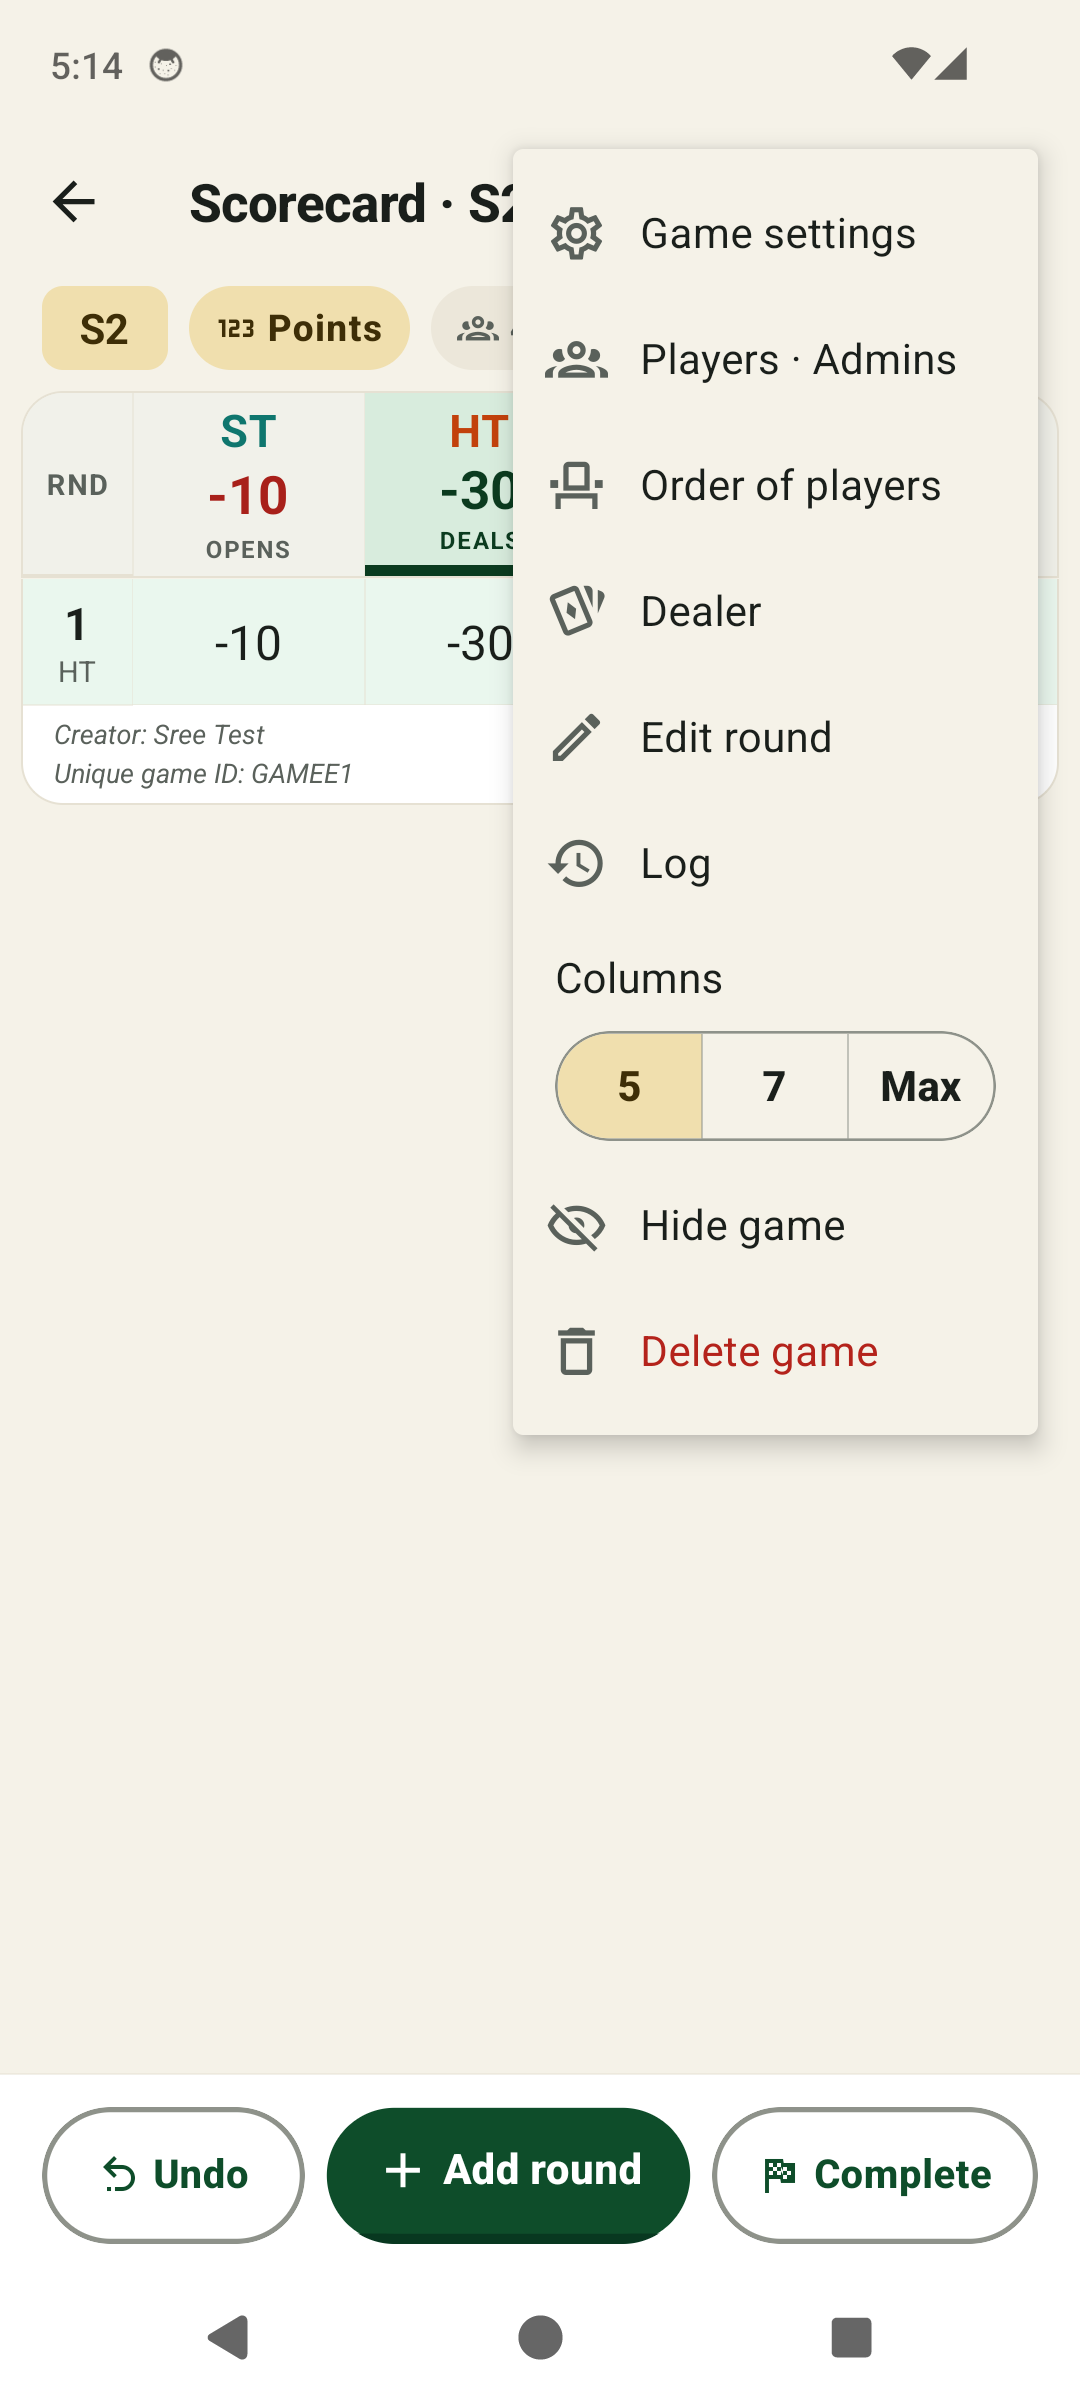 5:14
Scorecard · S2
S2
123 Points
RND
ST
-10
OPENS
HT
-30
DEALS
1
HT
-10
-30
Creator: Sree Test
Unique game ID: GAMEE1
Game settings
Players · Admins
Order of players
Dealer
Edit round
Log
Columns
5
7
Max
Hide game
Delete game
Undo
Add round
Complete